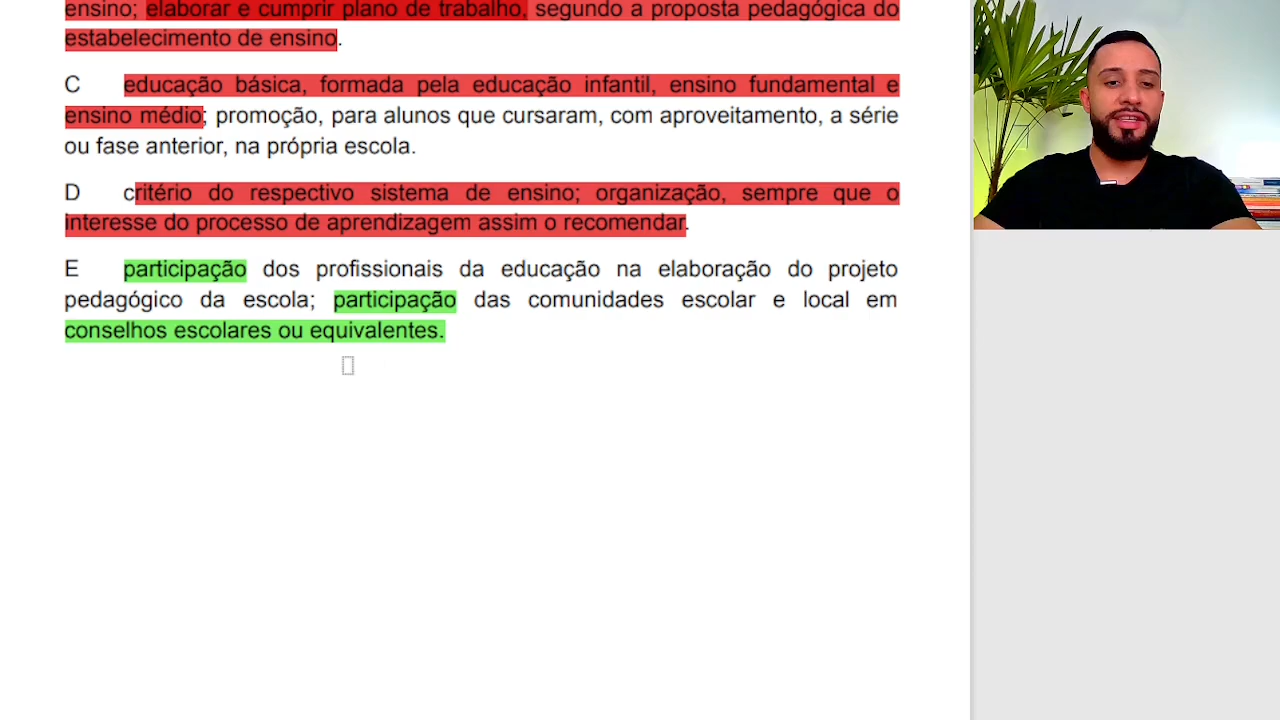 ensino; elaborar e cumprir plano de trabalho, segundo a proposta pedagógica do
estabelecimento de ensino.
C educação básica, formada pela educação infantil, ensino fundamental e
ensino médio; promoção, para alunos que cursaram, com aproveitamento, a série
ou fase anterior, na própria escola.
D critério do respectivo sistema de ensino; organização, sempre que o
interesse do processo de aprendizagem assim o recomendar.
E participação dos profissionais da educação na elaboração do projeto
pedagógico da escola; participação das comunidades escolar e local em
conselhos escolares ou equivalentes.